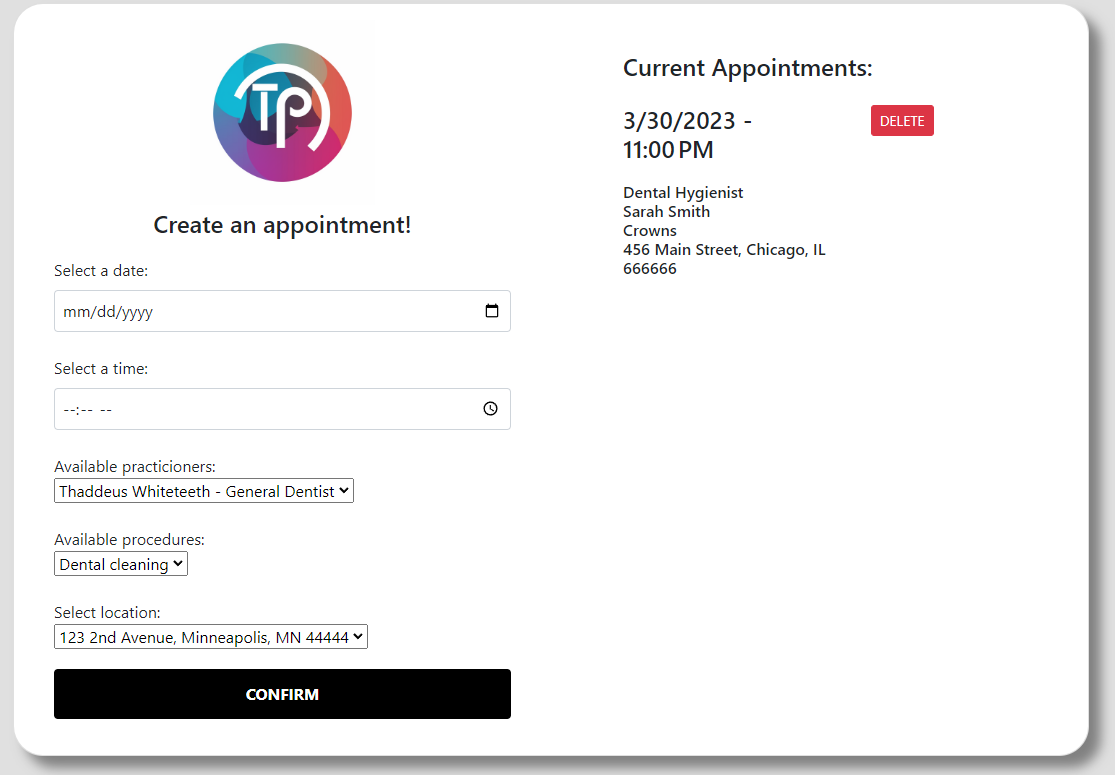 TP
Create an appointment!
Select a date:
mm/dd/yyyy
Select a time:
--:-- --
Available practicioners:
Thaddeus Whiteteeth - General Dentist
Available procedures:
Dental cleaning
Select location:
123 2nd Avenue, Minneapolis, MN 44444
CONFIRM
Current Appointments:
3/30/2023 -
11:00 PM
DELETE
Dental Hygienist
Sarah Smith
Crowns
456 Main Street, Chicago, IL
666666